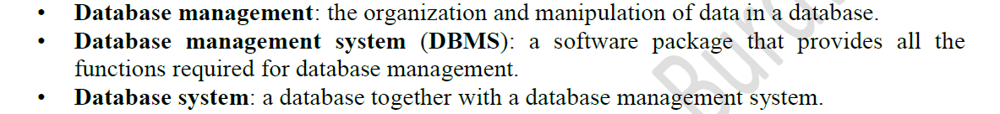 • Database management: the organization and manipulation of data in a database.
• Database management system (DBMS): a software package that provides all the
functions required for database management.
• Database system: a database together with a database management system.